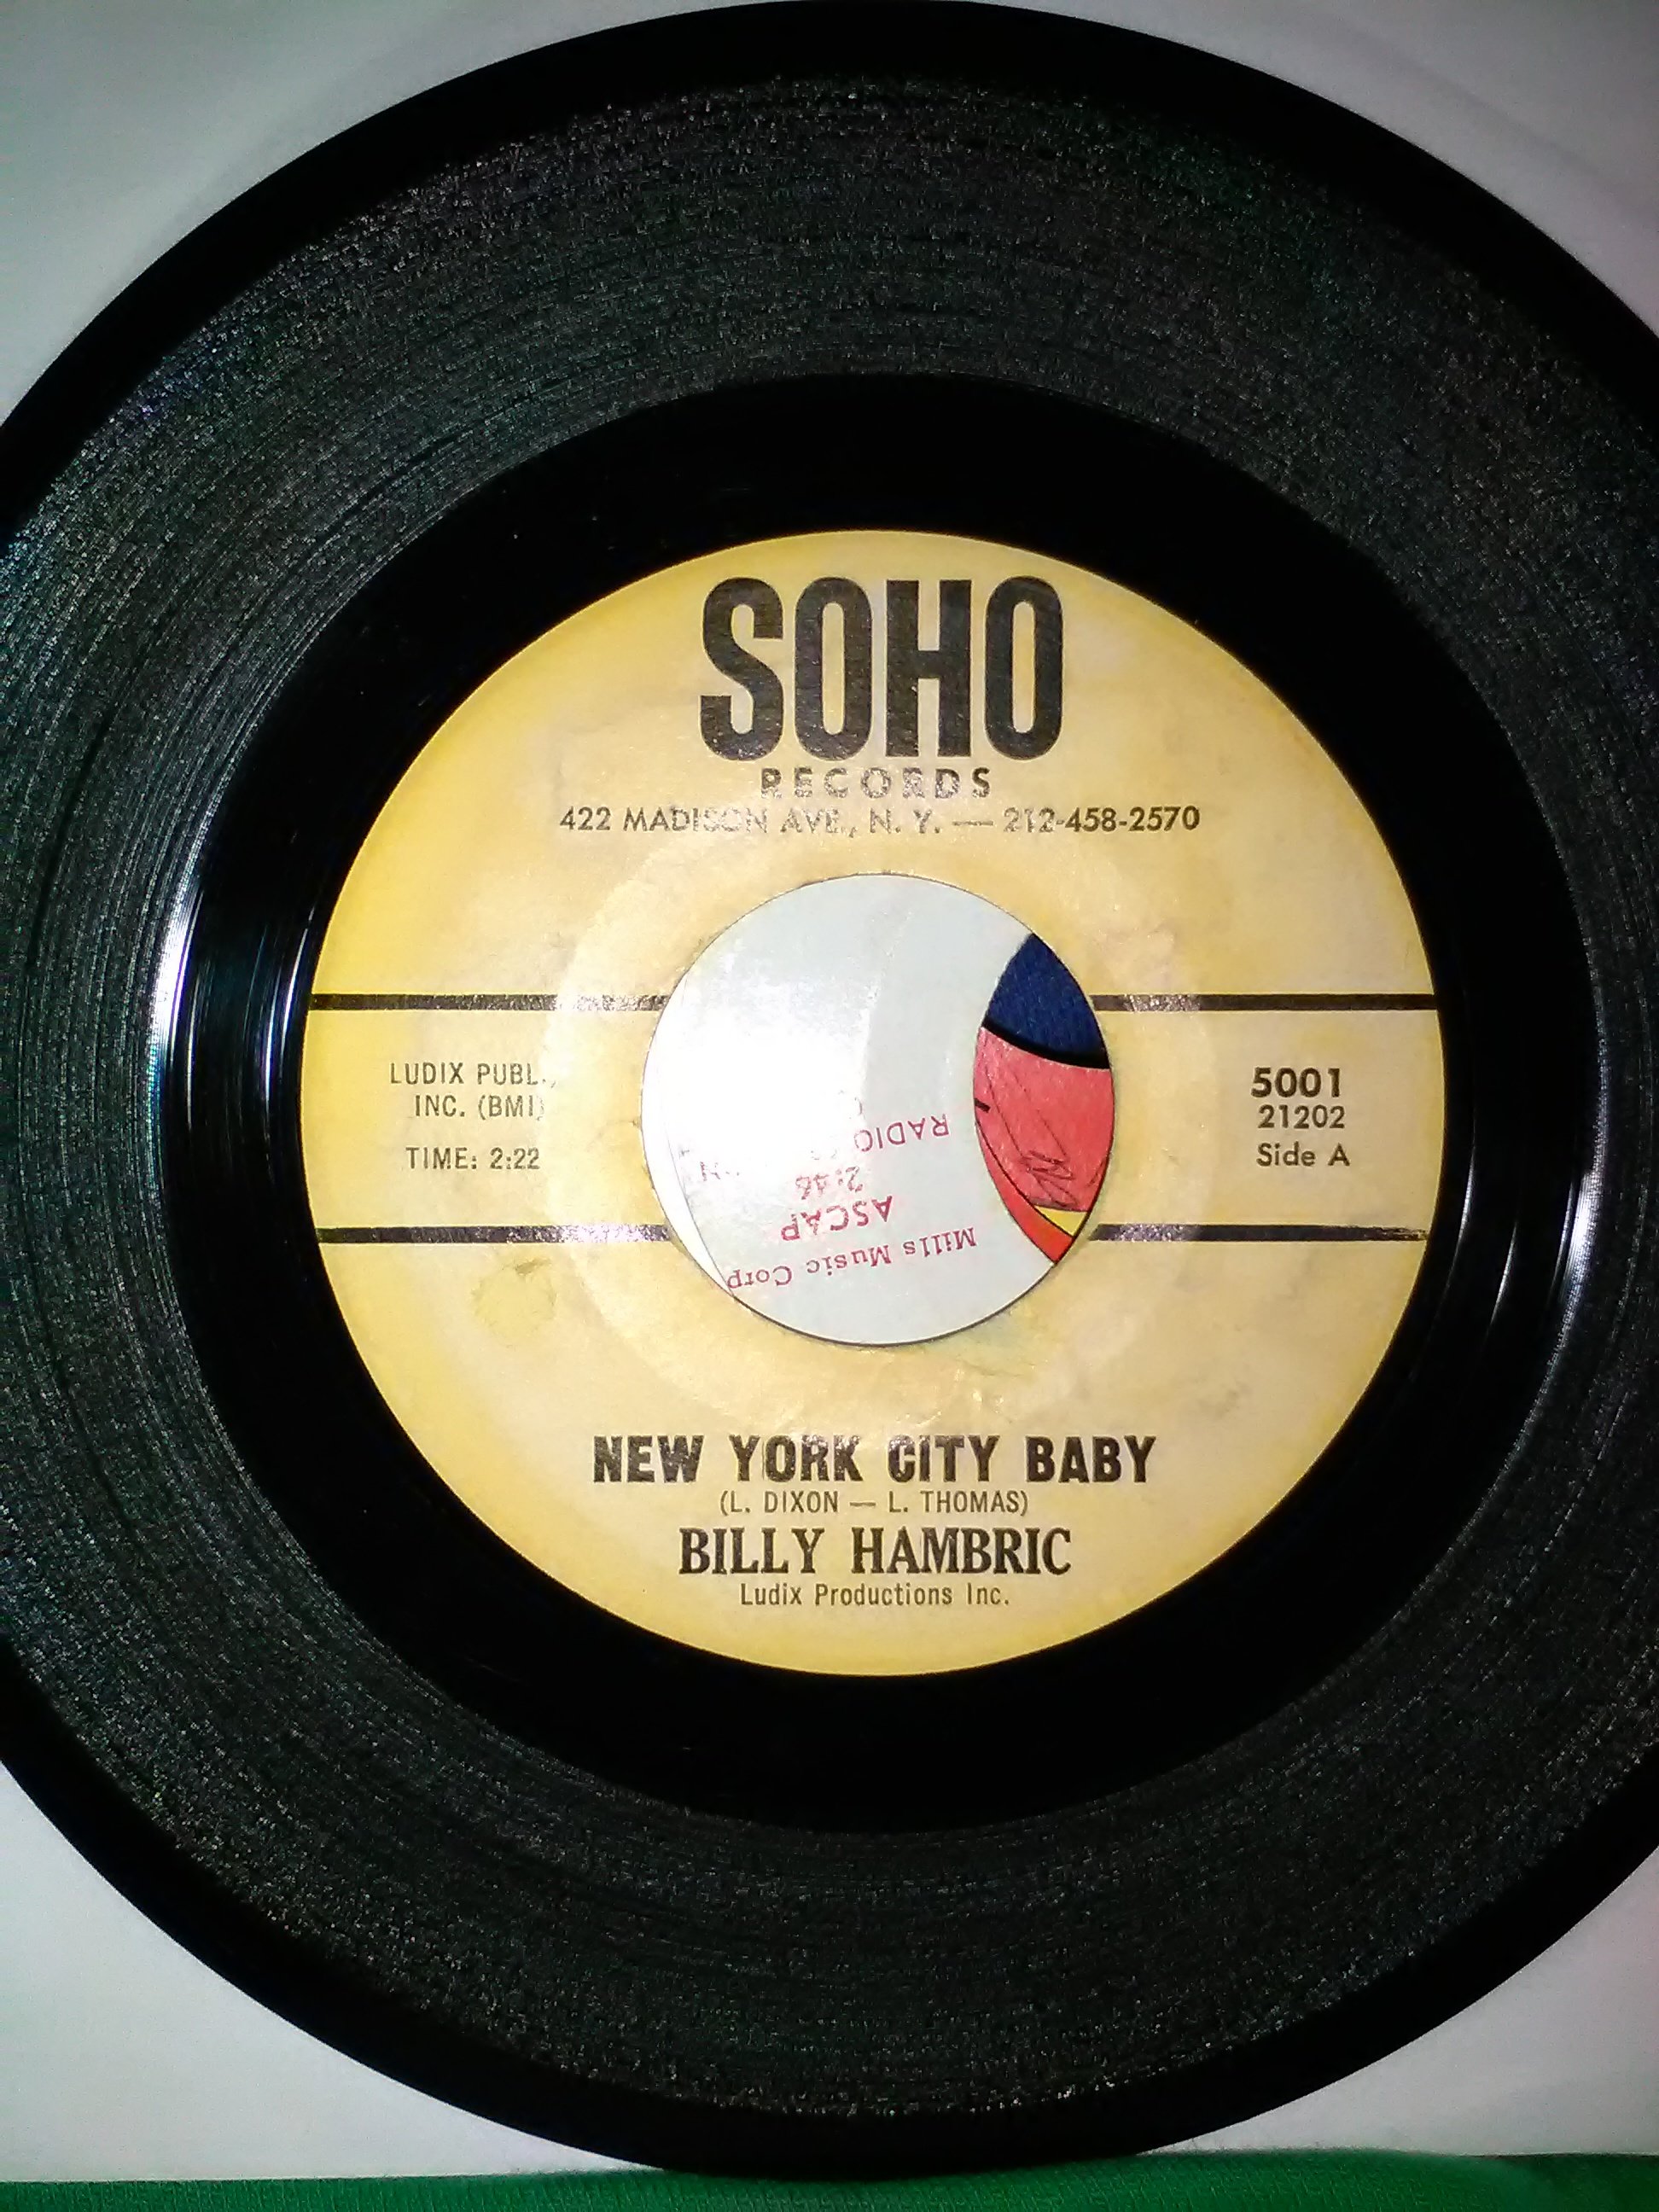 SOHO
RECORDS
422 MADISON AVE., N. Y. — 212-458-2570
LUDIX PUBL.,
INC. (BMI)
TIME: 2:22
5001
21202
Side A
Mills Music Corp
ASCAP
2:46
RADIO
NEW YORK CITY BABY
(L. DIXON — L. THOMAS)
BILLY HAMBRIC
Ludix Productions Inc.